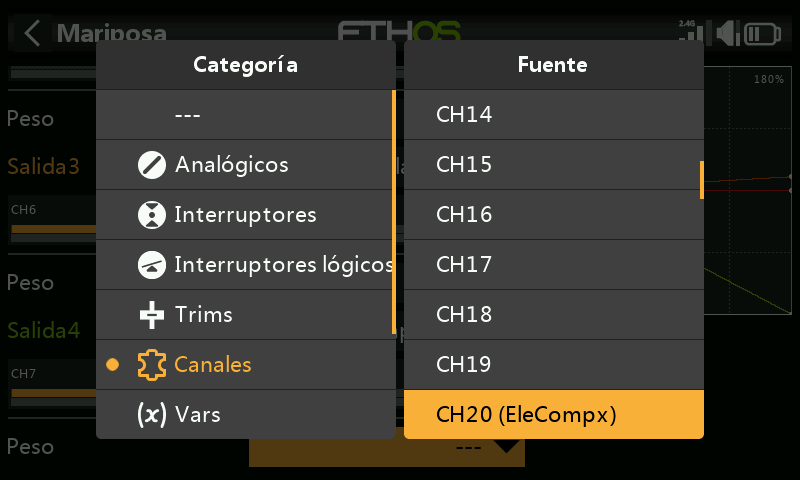 Mariposa
ETHOS
2.4G
Categoría
Fuente
180%
---
CH14
Peso
Analógicos
CH15
Salida3
Interruptores
CH16
CH6
Interruptores lógicos
CH17
Peso
Trims
CH18
Salida4
Canales
CH19
CH7
(x) Vars
CH20 (EleCompx)
Peso
---